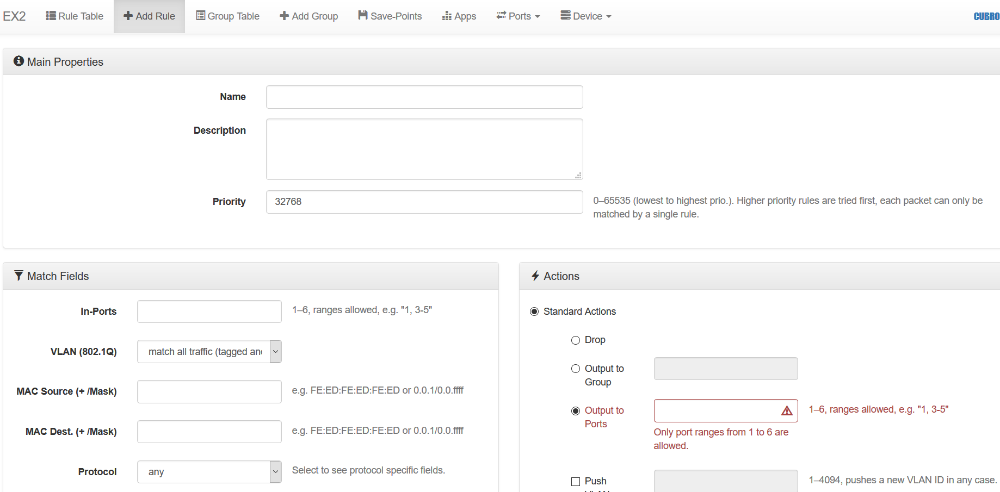 EX2 Rule Table Add Rule Group Table Add Group Save-Points Apps Ports Device CUBRO
Main Properties
Name
Description
Priority 32768 0–65535 (lowest to highest prio.). Higher priority rules are tried first, each packet can only be
matched by a single rule.
Match Fields
In-Ports 1–6, ranges allowed, e.g. "1, 3-5"
VLAN (802.1Q) match all traffic (tagged an
MAC Source (+ /Mask) e.g. FE:ED:FE:ED:FE:ED or 0.0.1/0.0.ffff
MAC Dest. (+ /Mask) e.g. FE:ED:FE:ED:FE:ED or 0.0.1/0.0.ffff
Protocol any Select to see protocol specific fields.
Actions
Standard Actions
Drop
Output to
Group
Output to
Ports
1–6, ranges allowed, e.g. "1, 3-5"
Only port ranges from 1 to 6 are
allowed.
Push
VLAN
1–4094, pushes a new VLAN ID in any case.